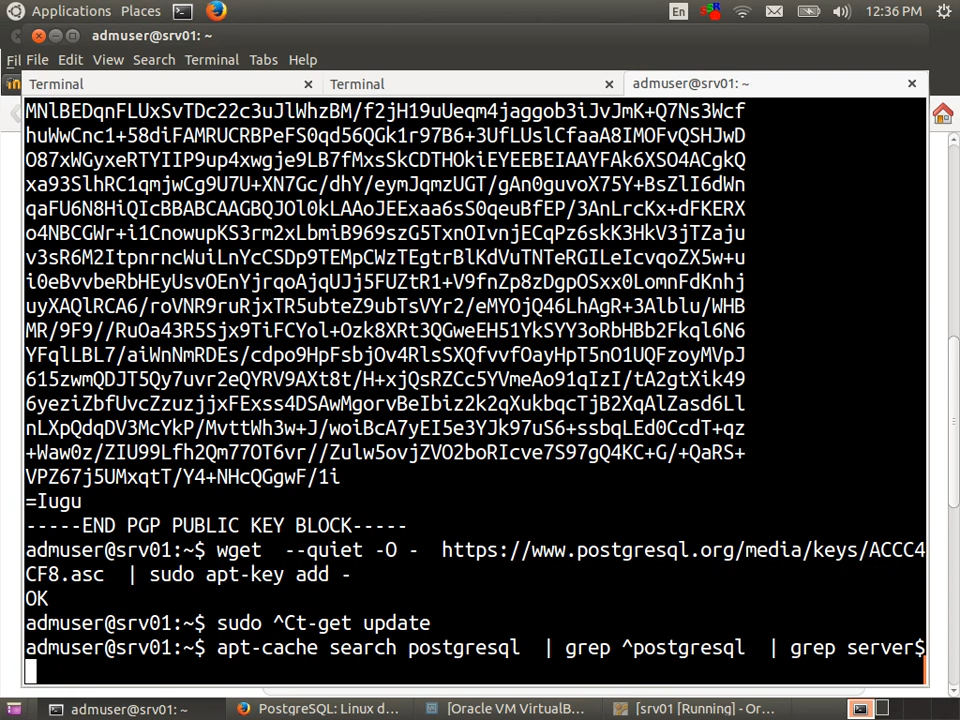 Applications Places En 12:36 PM
admuser@srv01: ~
Fil File Edit View Search Terminal Tabs Help
Terminal × Terminal × admuser@srv01: ~ ×
MNlBEDqnFLUxSvTDc22c3uJlWhzBM/f2jH19uUeqm4jaggob3iJvJmK+Q7Ns3Wcf
huWwCnc1+58diFAMRUCRBPeFS0qd56QGk1r97B6+3UfLUslCfaaA8IMOFvQSHJwD
O87xWGyxeRTYIIP9up4xwgje9LB7fMxsSkCDTHOkiEYEEBEIAAYFAk6XSO4ACgkQ
xa93SlhRC1qmjwCg9U7U+XN7Gc/dhY/eymJqmzUGT/gAn0guvoX75Y+BsZlI6dWn
qaFU6N8HiQIcBBABCAAGBQJOl0kLAAoJEExaa6sS0qeuBfEP/3AnLrcKx+dFKERX
o4NBCGWr+i1CnowupKS3rm2xLbmiB969szG5TxnOIvnjECqPz6skK3HkV3jTZaju
v3sR6M2ItpnrncWuiLnYcCSDp9TEMpCWzTEgtrBlKdVuTNTeRGILeIcvqoZX5w+u
i0eBvvbeRbHEyUsvOEnYjrqoAjqUJj5FUZtR1+V9fnZp8zDgpOSxx0LomnFdKnhj
uyXAQlRCA6/roVNR9ruRjxTR5ubteZ9ubTsVYr2/eMYOjQ46LhAgR+3Alblu/WHB
MR/9F9//RuOa43R5Sjx9TiFCYol+Ozk8XRt3QGweEH51YkSYY3oRbHBb2Fkql6N6
YFqlLBL7/aiWnNmRDEs/cdpo9HpFsbjOv4RlsSXQfvvfOayHpT5nO1UQFzoyMVpJ
615zwmQDJT5Qy7uvr2eQYRV9AXt8t/H+xjQsRZCc5YVmeAo91qIzI/tA2gtXik49
6yeziZbfUvcZzuzjjxFExss4DSAwMgorvBeIbiz2k2qXukbqcTjB2XqAlZasd6Ll
nLXpQdqDV3McYkP/MvttWh3w+J/woiBcA7yEI5e3YJk97uS6+ssbqLEd0CcdT+qz
+Waw0z/ZIU99Lfh2Qm77OT6vr//Zulw5ovjZVO2boRIcve7S97gQ4KC+G/+QaRS+
VPZ67j5UMxqtT/Y4+NHcQGgwF/1i
=Iugu
-----END PGP PUBLIC KEY BLOCK-----
admuser@srv01:~$ wget  --quiet -O -  https://www.postgresql.org/media/keys/ACCC4
CF8.asc  | sudo apt-key add -
OK
admuser@srv01:~$ sudo ^Ct-get update
admuser@srv01:~$ apt-cache search postgresql  | grep ^postgresql  | grep server$
admuser@srv01: ~ PostgreSQL: Linux d... [Oracle VM VirtualB... [srv01 [Running] - Or...